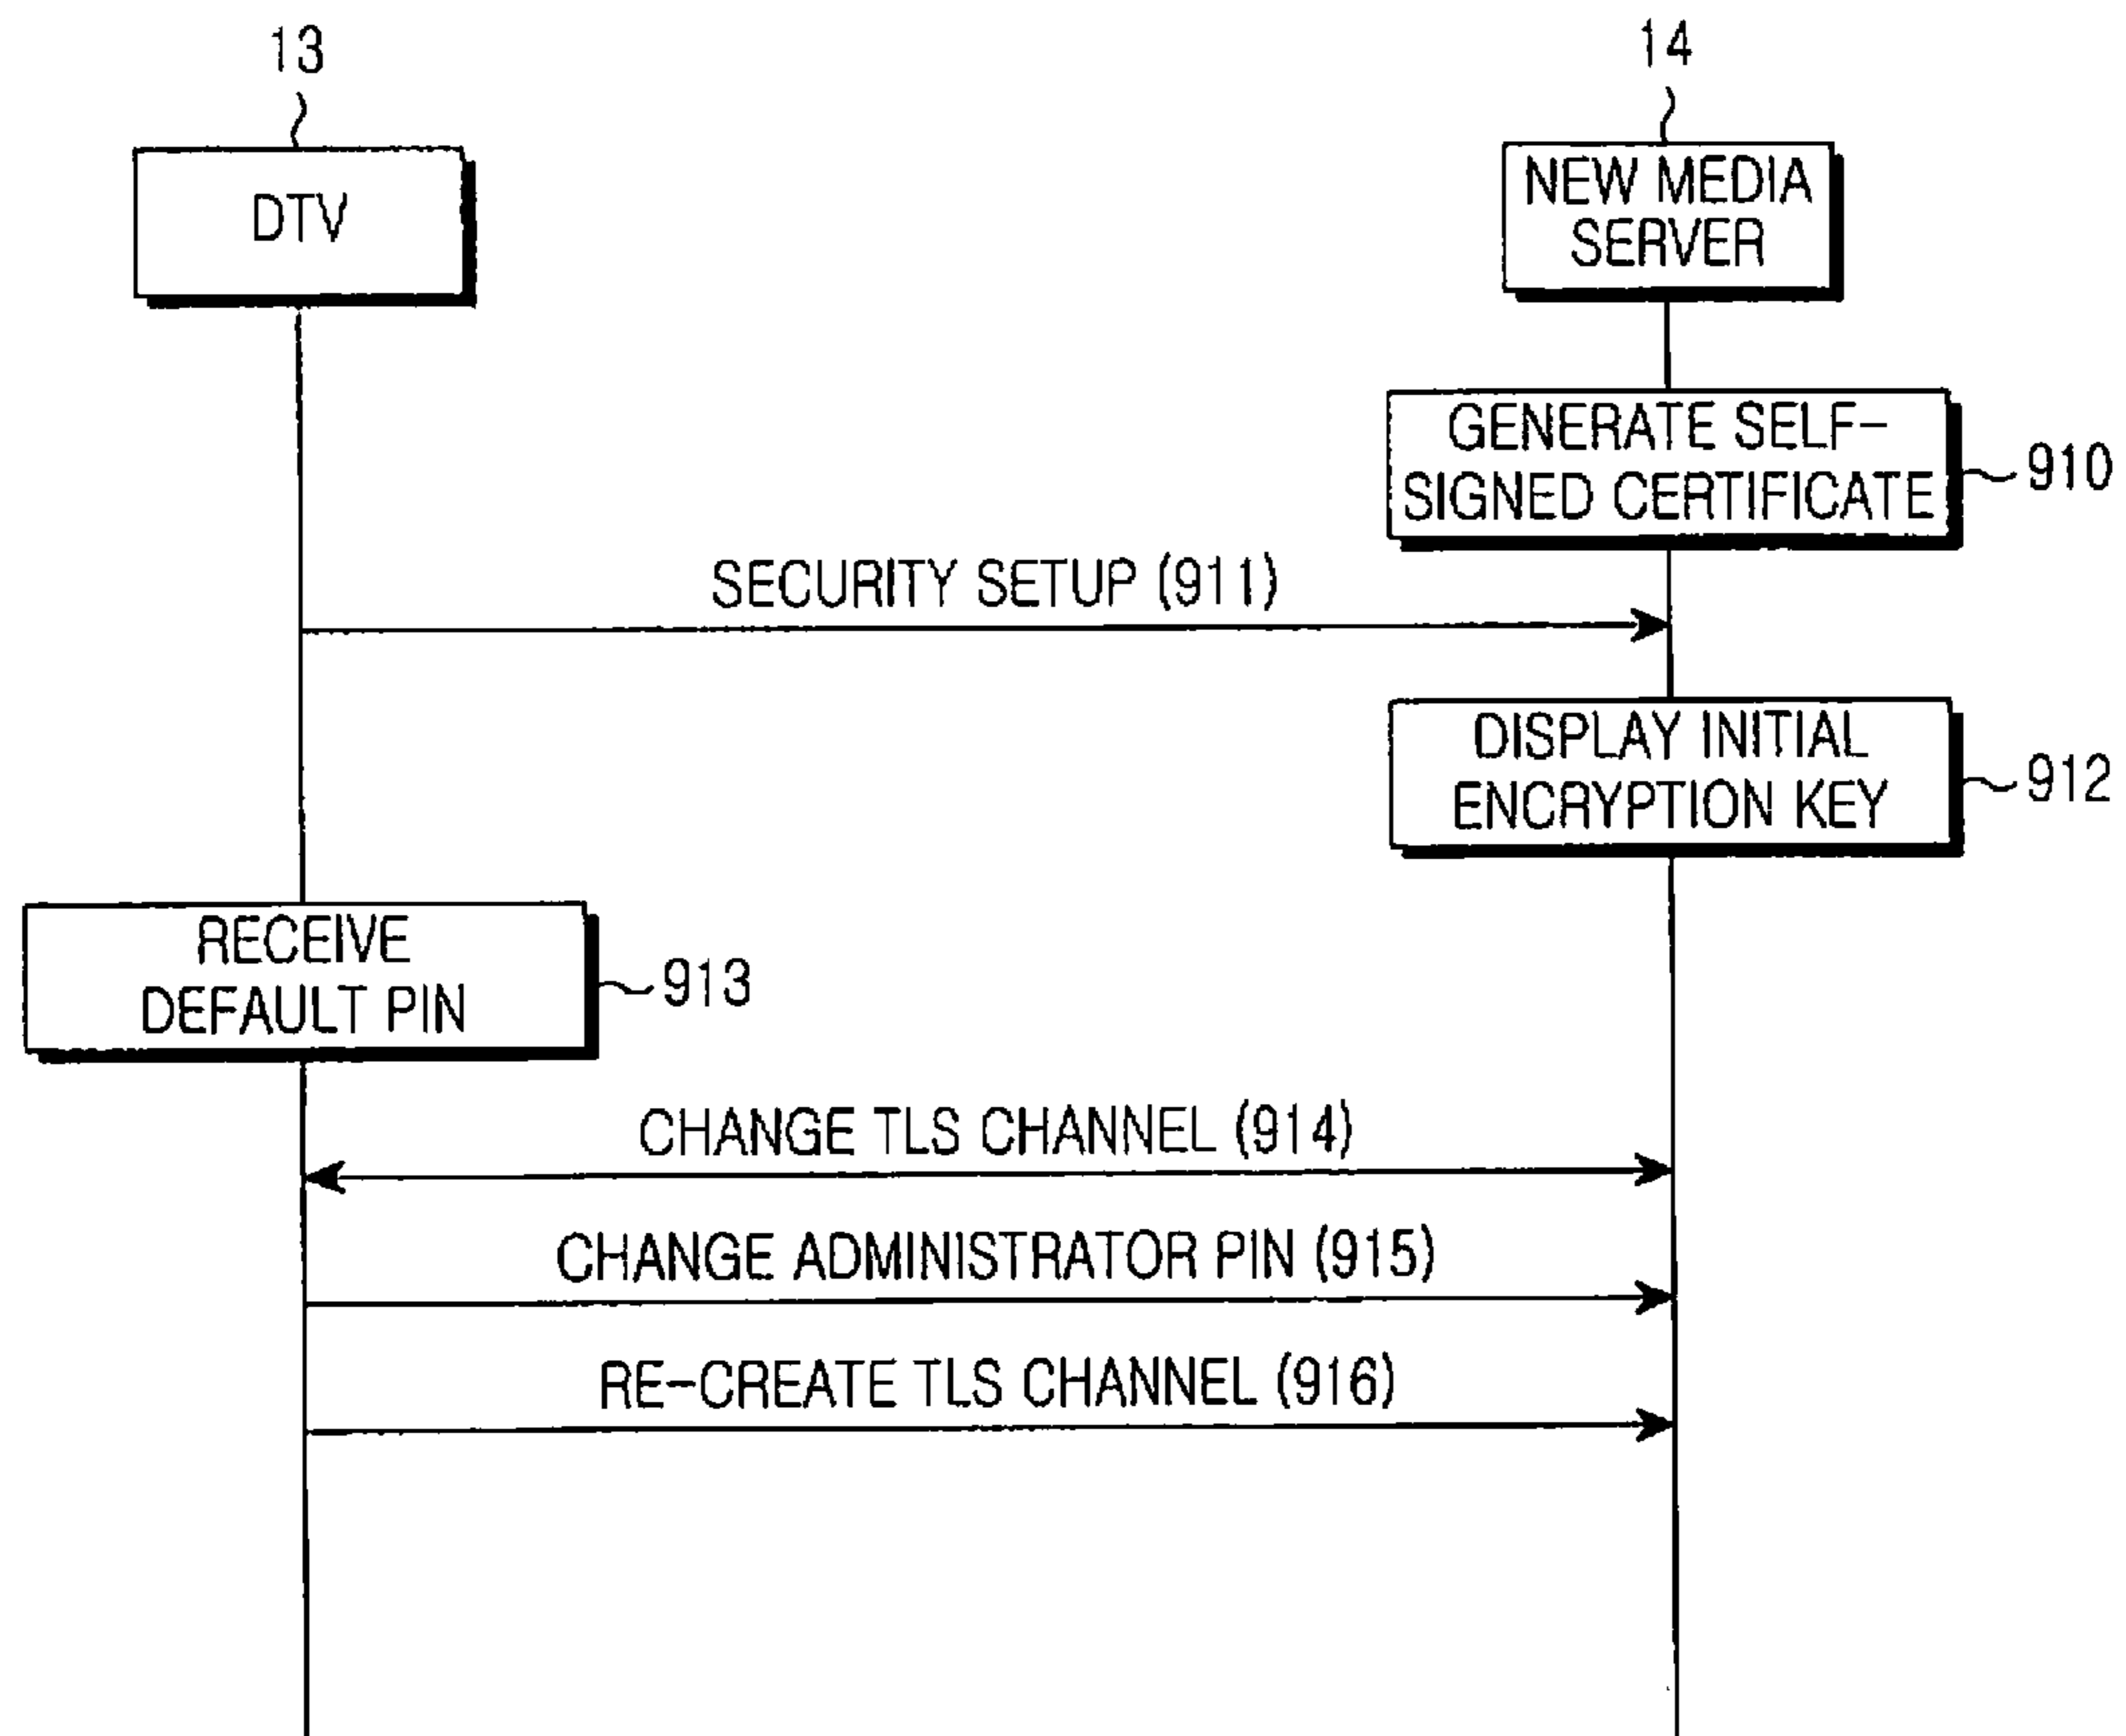 13
14
DTV
NEW MEDIA
SERVER
GENERATE SELF-
SIGNED CERTIFICATE
910
SECURITY SETUP (911)
DISPLAY INITIAL
ENCRYPTION KEY
912
RECEIVE
DEFAULT PIN
913
CHANGE TLS CHANNEL (914)
CHANGE ADMINISTRATOR PIN (915)
RE-CREATE TLS CHANNEL (916)